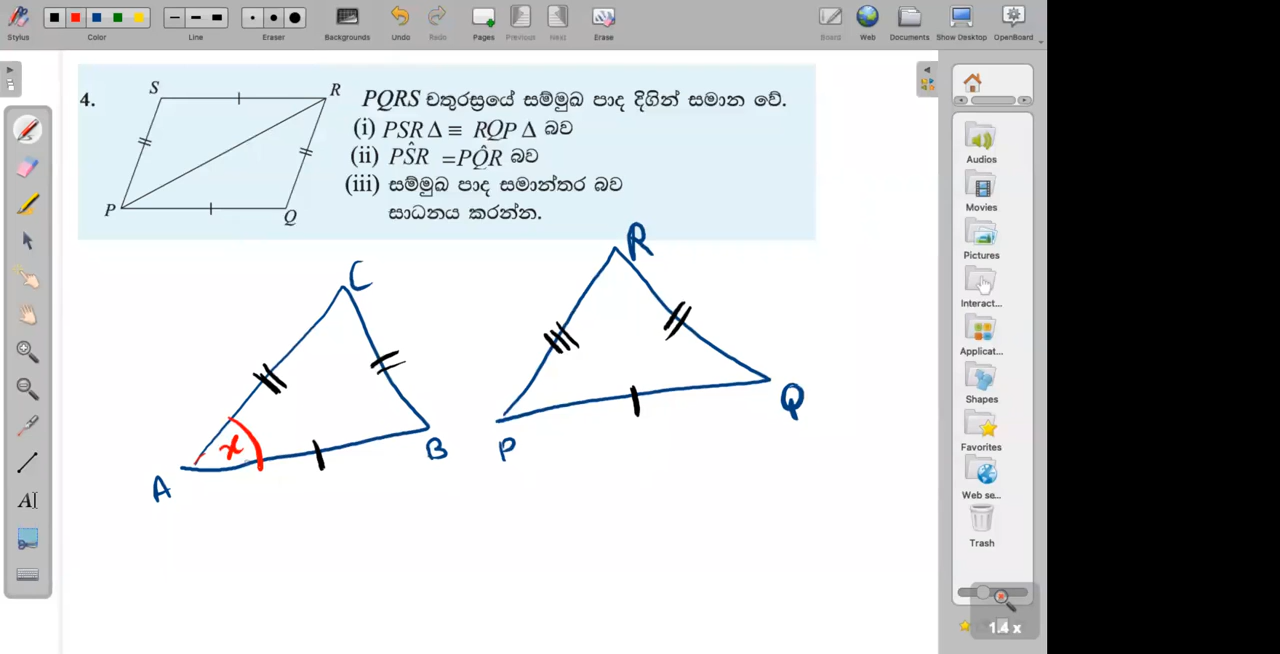 Stylus Color Line Eraser Backgrounds Undo Redo Pages Previous Next Erase Board Web Documents Show Desktop OpenBoard
4.
S
R
P
Q
PQRS චතුරස්‍රයේ සම්මුඛ පාද දිගින් සමාන වේ.
(i) PSR Δ ≡ RQP Δ බව
(ii) PŜR = PQ̂R බව
(iii) සම්මුඛ පාද සමාන්තර බව
සාධනය කරන්න.
C
R
x
A
B
P
Q
Audios
Movies
Pictures
Interact...
Applicat...
Shapes
Favorites
Web se...
Trash
1.4 x